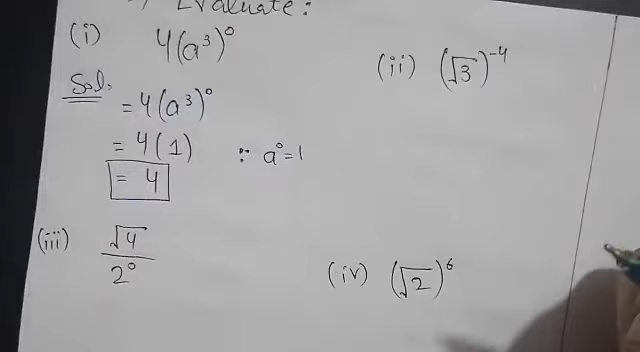 Evaluate:
(i) 4(a³)⁰
(ii) (√3)⁻⁴
Sol.
= 4(a³)⁰
= 4(1) ∵ a⁰=1
= 4
(iii) √4/2⁰
(iv) (√2)⁶